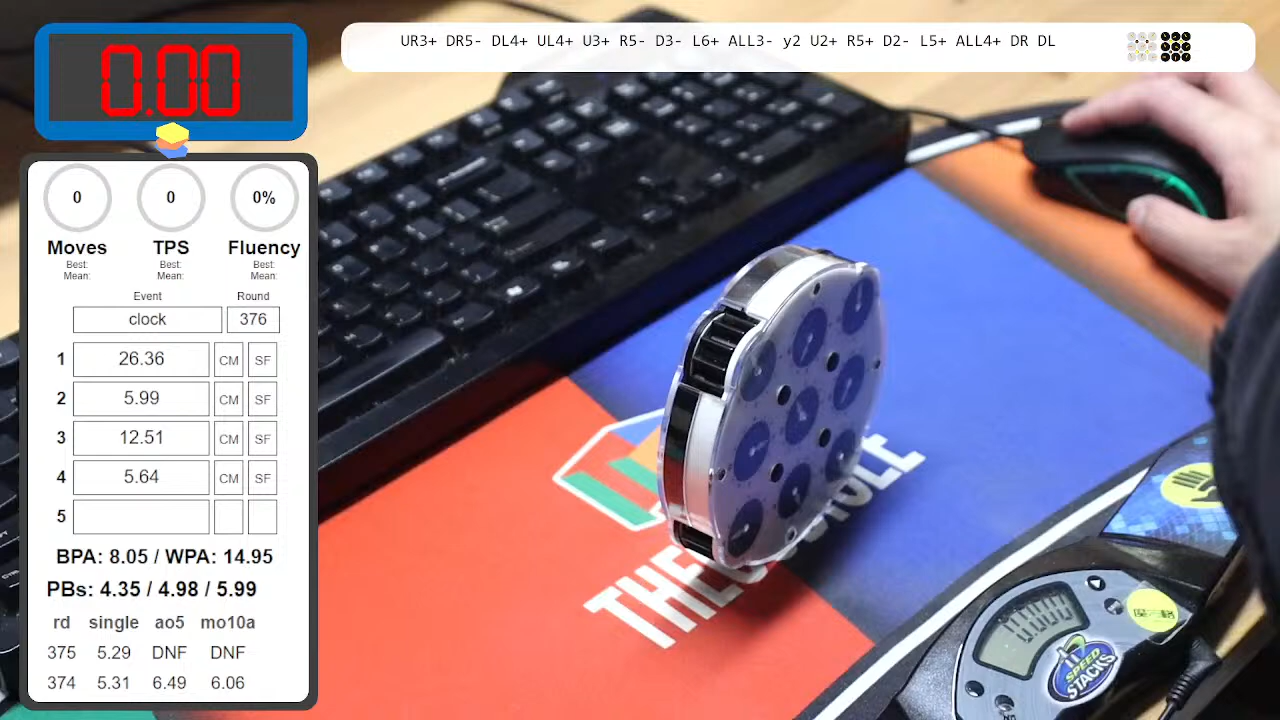 0.00
UR3+ DR5- DL4+ UL4+ U3+ R5- D3- L6+ ALL3- y2 U2+ R5+ D2- L5+ ALL4+ DR DL
0 0 0%
Moves TPS Fluency
Best: Best: Best:
Mean: Mean: Mean:
Event Round
clock 376
1 26.36 CM SF
2 5.99 CM SF
3 12.51 CM SF
4 5.64 CM SF
5
BPA: 8.05 / WPA: 14.95
PBs: 4.35 / 4.98 / 5.99
rd single ao5 mo10a
375 5.29 DNF DNF
374 5.31 6.49 6.06
0.000
SPEED
STACKS